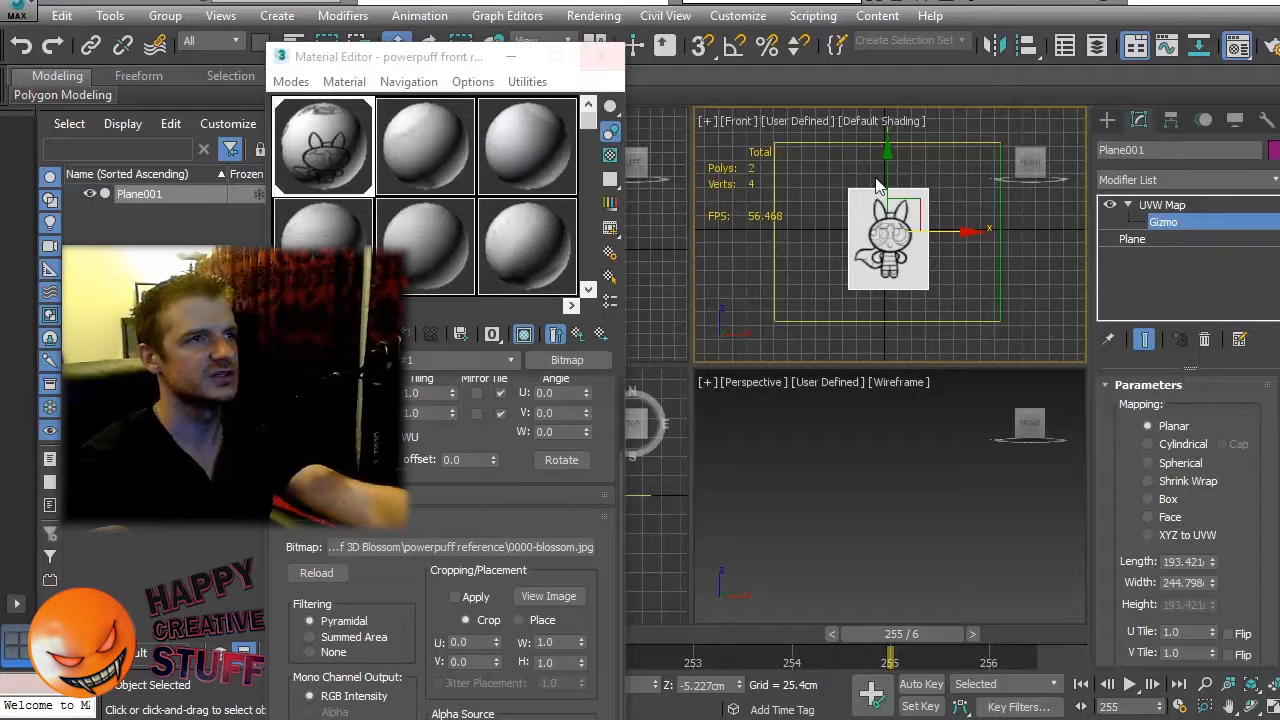 MAX
Edit Tools Group Views Create Modifiers Animation Graph Editors Rendering Civil View Customize Scripting Content Help
All
View
Create Selection Set
Modeling Freeform Selection
Polygon Modeling
Material Editor - powerpuff front r...
Modes Material Navigation Options Utilities
Select Display Edit Customize
Name (Sorted Ascending) Frozen
Plane001
[+] [Front] [User Defined] [Default Shading]
Total
Polys: 2
Verts: 4
FPS: 56.468
FRONT
x
z
Plane001
Modifier List
UVW Map
Gizmo
Plane
#1
Bitmap
Tiling Mirror Tile Angle
1.0 U: 0.0
1.0 V: 0.0
WU W: 0.0
offset: 0.0 Rotate
N
E
TOP
S
[+] [Perspective] [User Defined] [Wireframe]
FRONT
z
Parameters
Mapping:
Planar
Cylindrical Cap
Spherical
Shrink Wrap
Box
Face
XYZ to UVW
Length: 193.421(
Width: 244.798(
Height: 193.421(
U Tile: 1.0 Flip
V Tile: 1.0 Flip
Bitmap: ...f 3D Blossom\powerpuff reference\0000-blossom.jpg
Reload
Cropping/Placement
Apply View Image
Crop Place
U: 0.0 W: 1.0
V: 0.0 H: 1.0
Jitter Placement: 1.0
Filtering
Pyramidal
Summed Area
None
Mono Channel Output:
RGB Intensity
Alpha
Alpha Source
HAPPY
CREATIVE
STUFF
Object Selected
Welcome to M
Click or click-and-drag to select ob
< 255 / 6 >
253 254 255 256
Z: -5.227cm Grid = 25.4cm
Add Time Tag
Auto Key Selected
Set Key Key Filters...
255